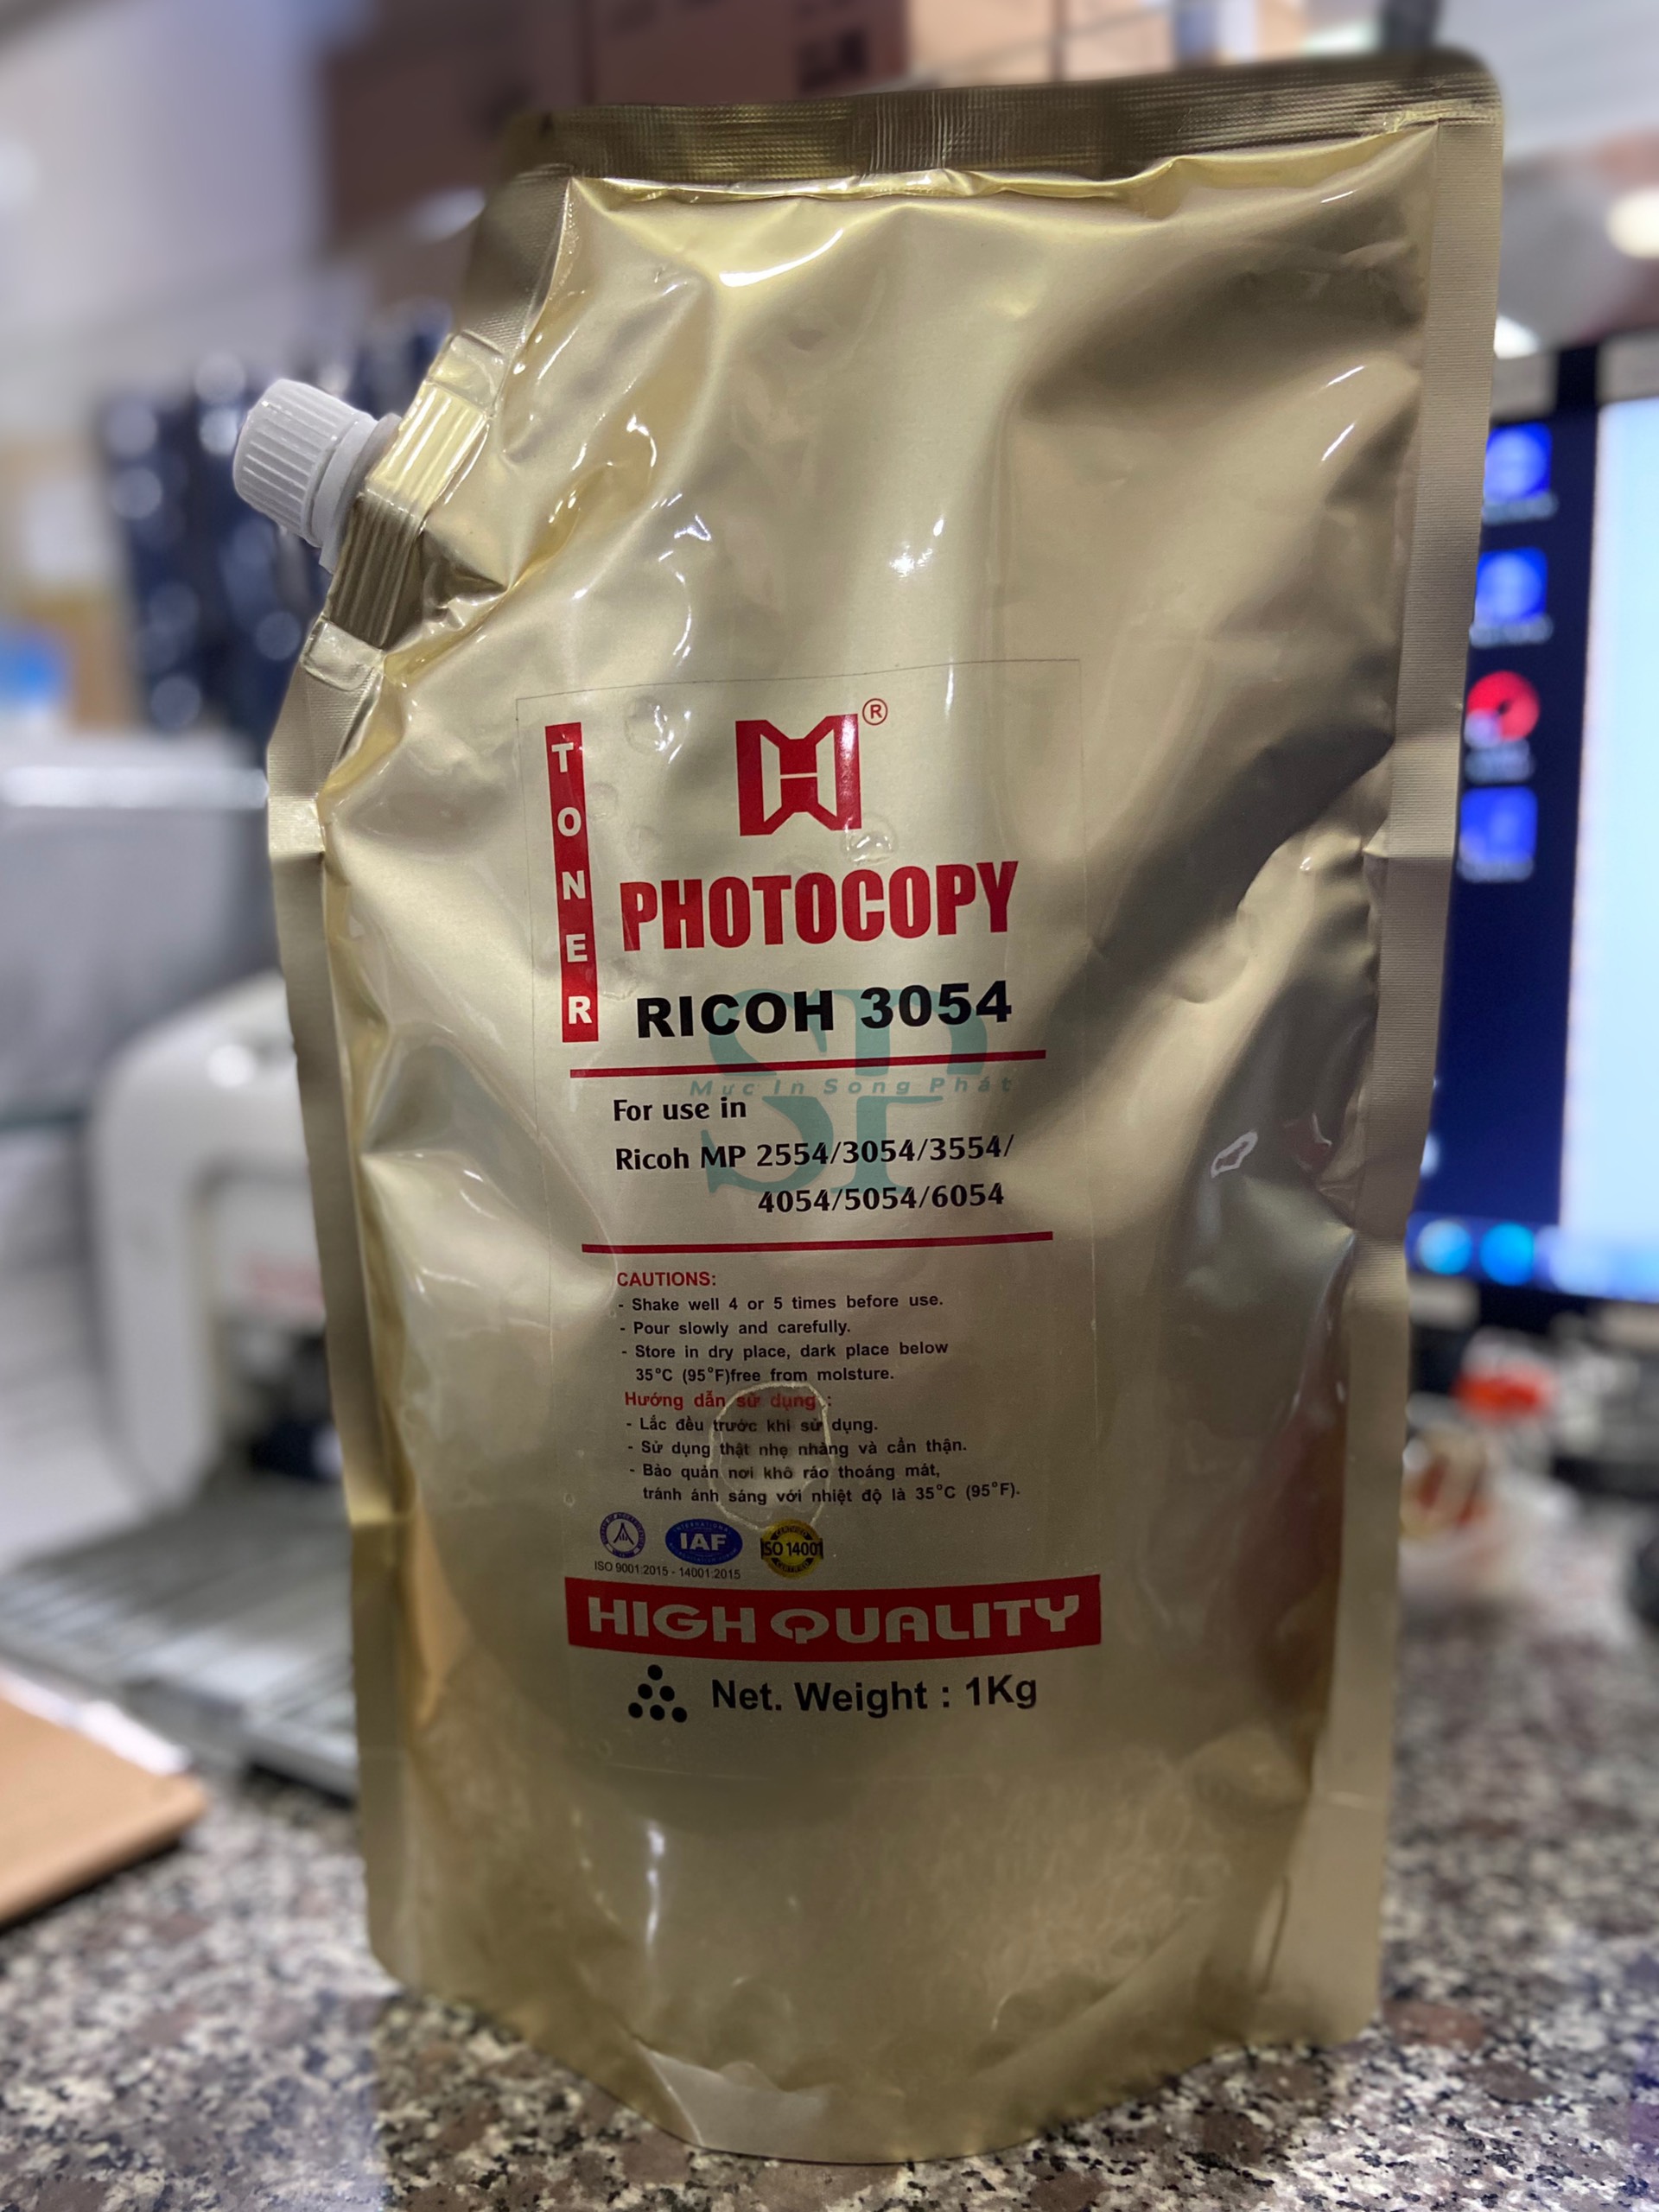 TONER
H
®
PHOTOCOPY
RICOH 3054
SP
Mực In Song Phát
For use in
Ricoh MP 2554/3054/3554/
4054/5054/6054
CAUTIONS:
- Shake well 4 or 5 times before use.
- Pour slowly and carefully.
- Store in dry place, dark place below
35°C (95°F)free from molsture.
Hướng dẫn sử dụng :
- Lắc đều trước khi sử dụng.
- Sử dụng thật nhẹ nhàng và cẩn thận.
- Bảo quản nơi khô ráo thoáng mát,
tránh ánh sáng với nhiệt độ là 35°C (95°F).
IAF
ISO 14001
ISO 9001:2015 - 14001:2015
HIGH QUALITY
Net. Weight : 1Kg